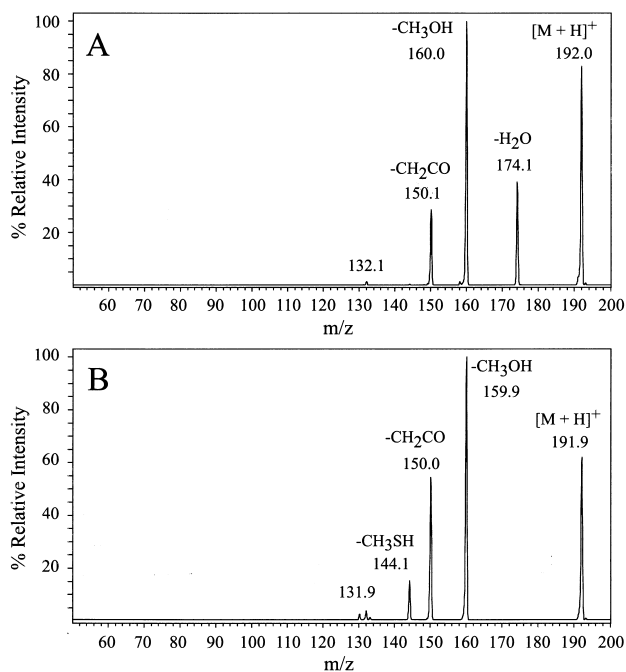 A
% Relative Intensity
100
80
60
40
20
-CH₃OH
160.0
[M + H]⁺
192.0
-H₂O
174.1
-CH₂CO
150.1
132.1
60 70 80 90 100 110 120 130 140 150 160 170 180 190 200
m/z
B
% Relative Intensity
100
80
60
40
20
-CH₃OH
159.9
[M + H]⁺
191.9
-CH₂CO
150.0
-CH₃SH
144.1
131.9
60 70 80 90 100 110 120 130 140 150 160 170 180 190 200
m/z